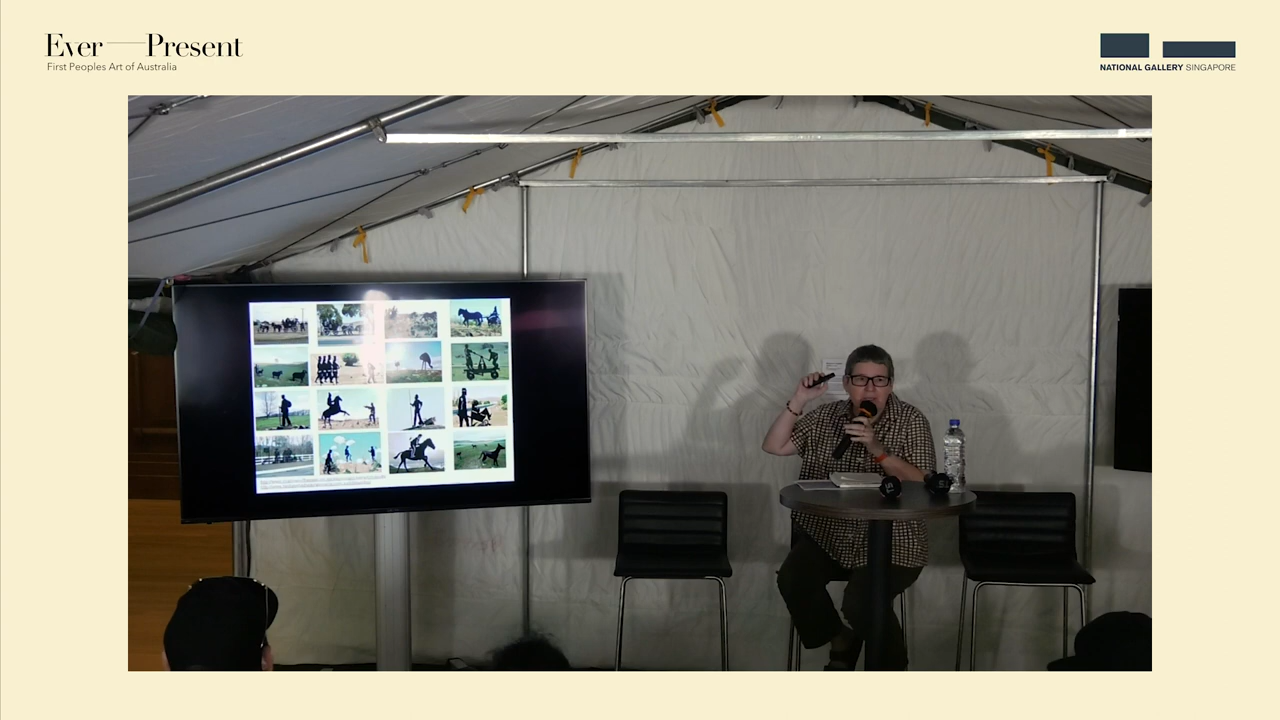 Ever — Present
First Peoples Art of Australia
NATIONAL GALLERY SINGAPORE